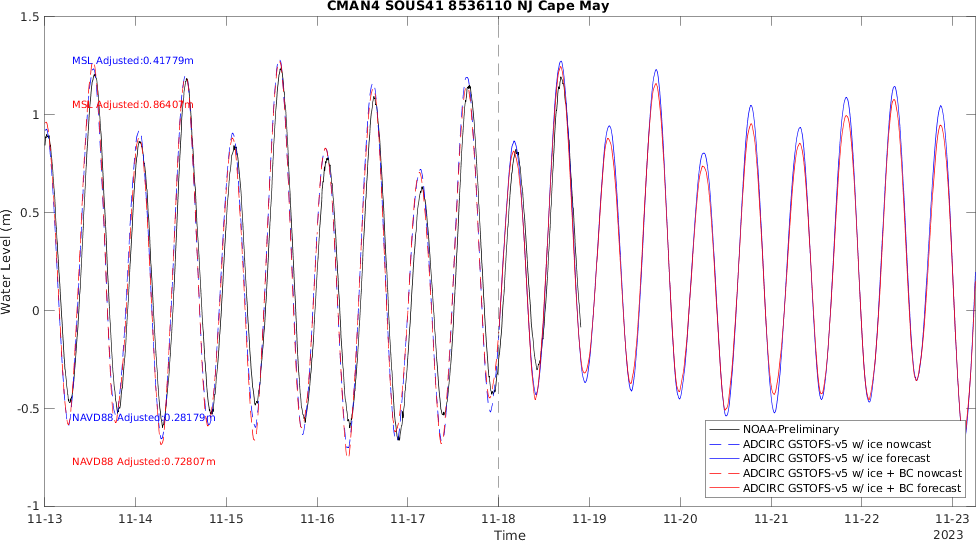 CMAN4 SOUS41 8536110 NJ Cape May
1.5
1
0.5
0
-0.5
-1
Water Level (m)
MSL Adjusted:0.41779m
MSL Adjusted:0.86407m
NAVD88 Adjusted:0.28179m
NAVD88 Adjusted:0.72807m
NOAA-Preliminary
ADCIRC GSTOFS-v5 w/ ice nowcast
ADCIRC GSTOFS-v5 w/ ice forecast
ADCIRC GSTOFS-v5 w/ ice + BC nowcast
ADCIRC GSTOFS-v5 w/ ice + BC forecast
11-13 11-14 11-15 11-16 11-17 11-18 11-19 11-20 11-21 11-22 11-23
Time
2023